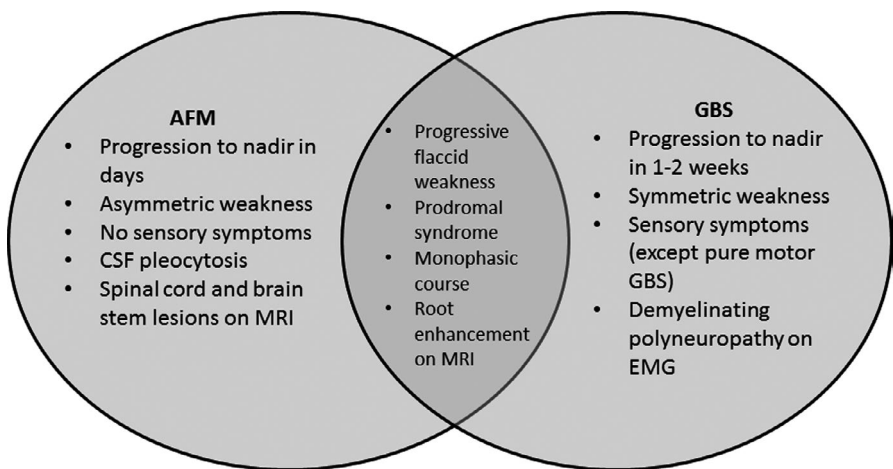 AFM
• Progression to nadir in
days
• Asymmetric weakness
• No sensory symptoms
• CSF pleocytosis
• Spinal cord and brain
stem lesions on MRI
• Progressive
flaccid
weakness
• Prodromal
syndrome
• Monophasic
course
• Root
enhancement
on MRI
GBS
• Progression to nadir
in 1-2 weeks
• Symmetric weakness
• Sensory symptoms
(except pure motor
GBS)
• Demyelinating
polyneuropathy on
EMG